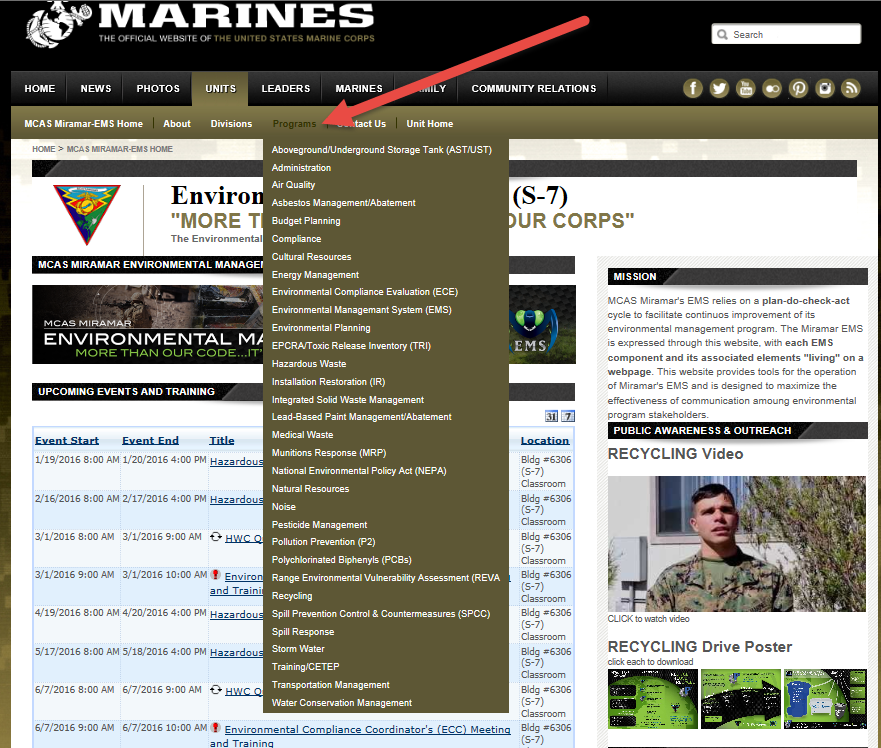 MARINES
THE OFFICIAL WEBSITE OF THE UNITED STATES MARINE CORPS
Search
HOME NEWS PHOTOS UNITS LEADERS MARINES FAMILY COMMUNITY RELATIONS
MCAS Miramar-EMS Home About Divisions Programs Contact Us Unit Home
HOME > MCAS MIRAMAR-EMS HOME
Environ (S-7)
"MORE TH OUR CORPS"
The Environmental
MCAS MIRAMAR ENVIRONMENTAL MANAGE
MCAS MIRAMAR
ENVIRONMENTAL MA
MORE THAN OUR CODE...IT'
EMS
UPCOMING EVENTS AND TRAINING
31 7
Event Start Event End Title Location
1/19/2016 8:00 AM 1/20/2016 4:00 PM Hazardous Bldg #6306
(S-7)
Classroom
2/16/2016 8:00 AM 2/17/2016 4:00 PM Hazardous Bldg #6306
(S-7)
Classroom
3/1/2016 8:00 AM 3/1/2016 9:00 AM HWC Q Bldg #6306
(S-7)
Classroom
3/1/2016 9:00 AM 3/1/2016 10:00 AM Environ Bldg #6306
and Traini (S-7)
Classroom
4/19/2016 8:00 AM 4/20/2016 4:00 PM Hazardous Bldg #6306
(S-7)
Classroom
5/17/2016 8:00 AM 5/18/2016 4:00 PM Hazardous Bldg #6306
(S-7)
Classroom
6/7/2016 8:00 AM 6/7/2016 9:00 AM HWC Q Bldg #6306
(S-7)
Classroom
6/7/2016 9:00 AM 6/7/2016 10:00 AM Environmental Compliance Coordinator's (ECC) Meeting Bldg #6306
and Training (S-7)
Aboveground/Underground Storage Tank (AST/UST)
Administration
Air Quality
Asbestos Management/Abatement
Budget Planning
Compliance
Cultural Resources
Energy Management
Environmental Compliance Evaluation (ECE)
Environmental Managemant System (EMS)
Environmental Planning
EPCRA/Toxic Release Inventory (TRI)
Hazardous Waste
Installation Restoration (IR)
Integrated Solid Waste Management
Lead-Based Paint Management/Abatement
Medical Waste
Munitions Response (MRP)
National Environmental Policy Act (NEPA)
Natural Resources
Noise
Pesticide Management
Pollution Prevention (P2)
Polychlorinated Biphenyls (PCBs)
Range Environmental Vulnerability Assessment (REVA
Recycling
Spill Prevention Control & Countermeasures (SPCC)
Spill Response
Storm Water
Training/CETEP
Transportation Management
Water Conservation Management
MISSION
MCAS Miramar's EMS relies on a plan-do-check-act
cycle to facilitate continuos improvement of its
environmental management program. The Miramar EMS
is expressed through this website, with each EMS
component and its associated elements "living" on a
webpage. This website provides tools for the operation
of Miramar's EMS and is designed to maximize the
effectiveness of communication amoung environmental
program stakeholders.
PUBLIC AWARENESS & OUTREACH
RECYCLING Video
CLICK to watch video
RECYCLING Drive Poster
click each to download